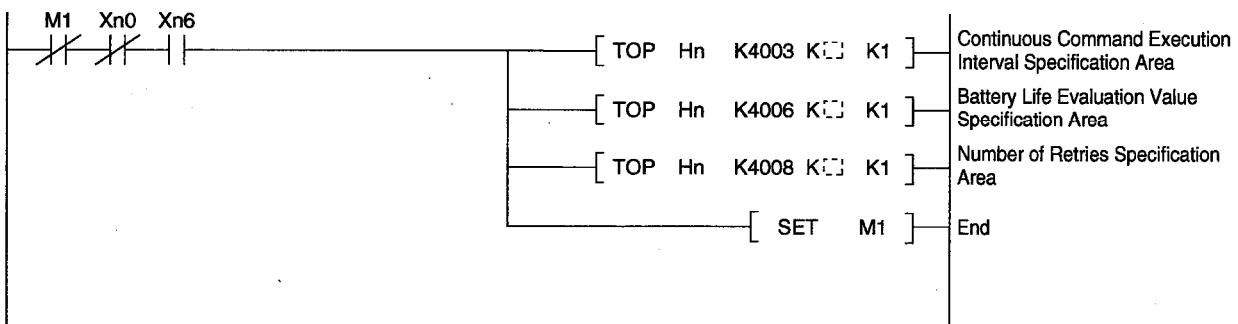 M1 Xn0 Xn6
TOP Hn K4003 K K1 Continuous Command Execution
Interval Specification Area
TOP Hn K4006 K K1 Battery Life Evaluation Value
Specification Area
TOP Hn K4008 K K1 Number of Retries Specification
Area
SET M1 End